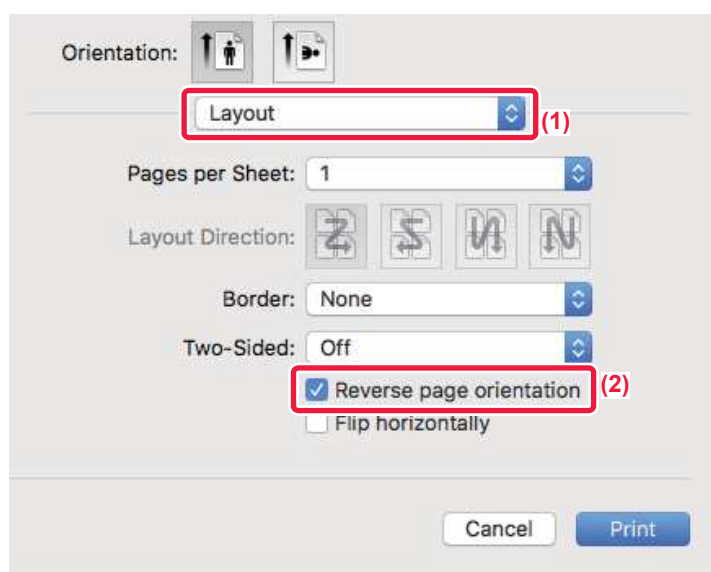 Orientation:
Layout
(1)
Pages per Sheet: 1
Layout Direction:
Border: None
Two-Sided: Off
Reverse page orientation
(2)
Flip horizontally
Cancel Print